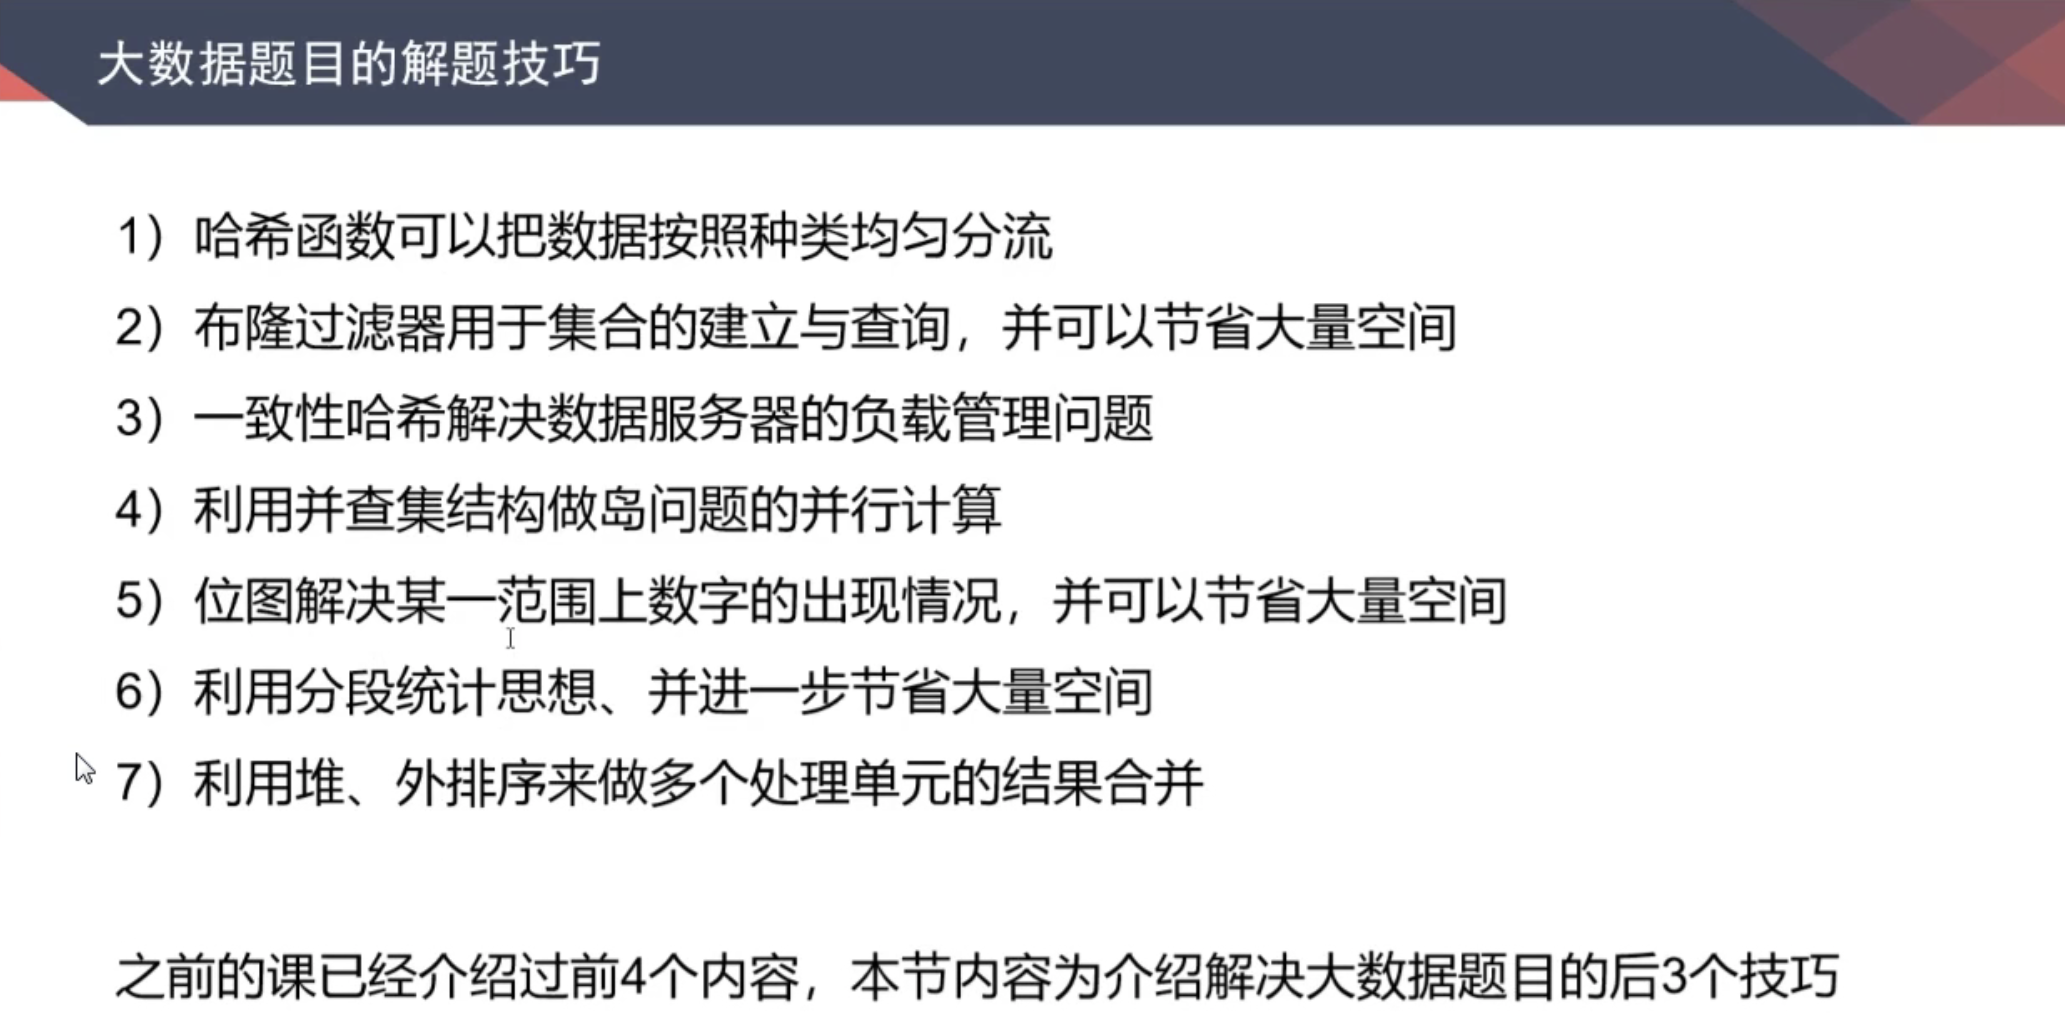 大数据题目的解题技巧
1）哈希函数可以把数据按照种类均匀分流
2）布隆过滤器用于集合的建立与查询，并可以节省大量空间
3）一致性哈希解决数据服务器的负载管理问题
4）利用并查集结构做岛问题的并行计算
5）位图解决某一范围上数字的出现情况，并可以节省大量空间
6）利用分段统计思想、并进一步节省大量空间
7）利用堆、外排序来做多个处理单元的结果合并
之前的课已经介绍过前4个内容，本节内容为介绍解决大数据题目的后3个技巧